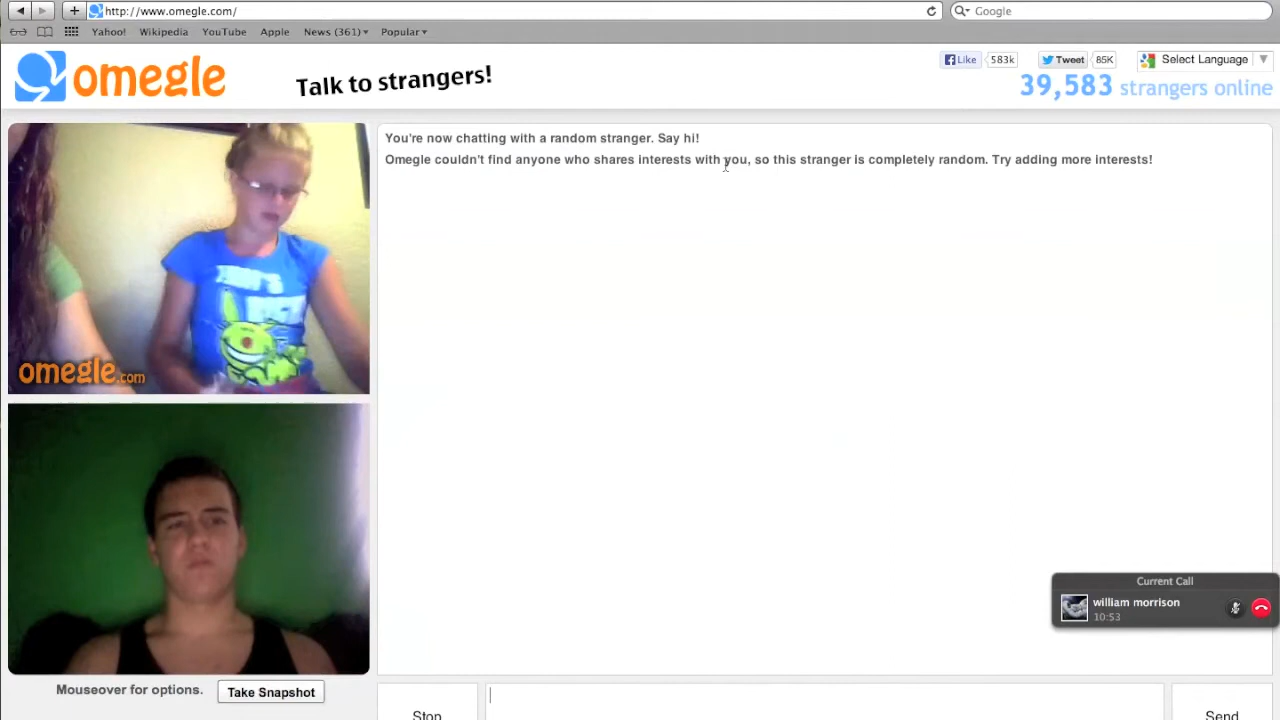 http://www.omegle.com/
Google
Yahoo! Wikipedia YouTube Apple News (361) Popular
omegle
Talk to strangers!
Like 583k Tweet 85K Select Language
39,583 strangers online
You're now chatting with a random stranger. Say hi!
Omegle couldn't find anyone who shares interests with you, so this stranger is completely random. Try adding more interests!
omegle.com
Current Call
william morrison
10:53
Mouseover for options. Take Snapshot
Stop
Send